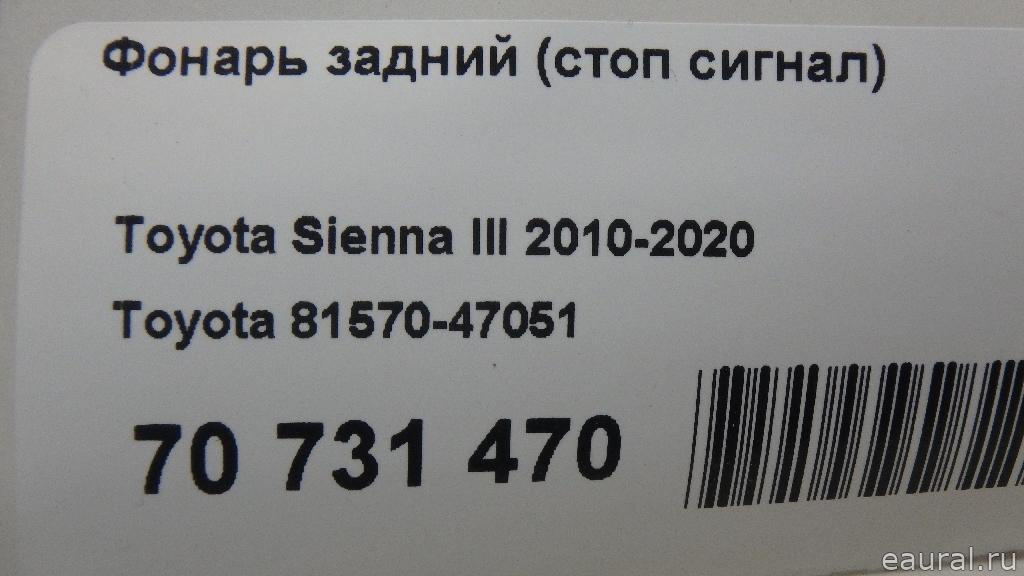 Фонарь задний (стоп сигнал)
Toyota Sienna III 2010-2020
Toyota 81570-47051
70 731 470
eaural.ru